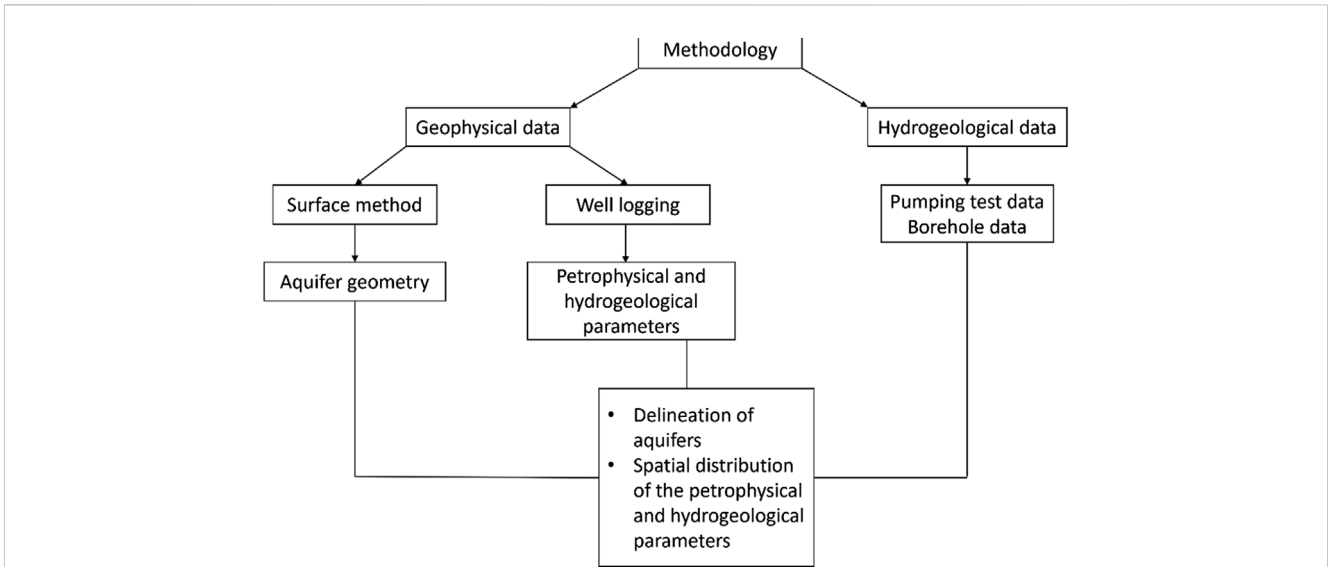 Methodology
Geophysical data
Hydrogeological data
Surface method
Well logging
Pumping test data
Borehole data
Aquifer geometry
Petrophysical and
hydrogeological
parameters
• Delineation of
aquifers
• Spatial distribution
of the petrophysical
and hydrogeological
parameters